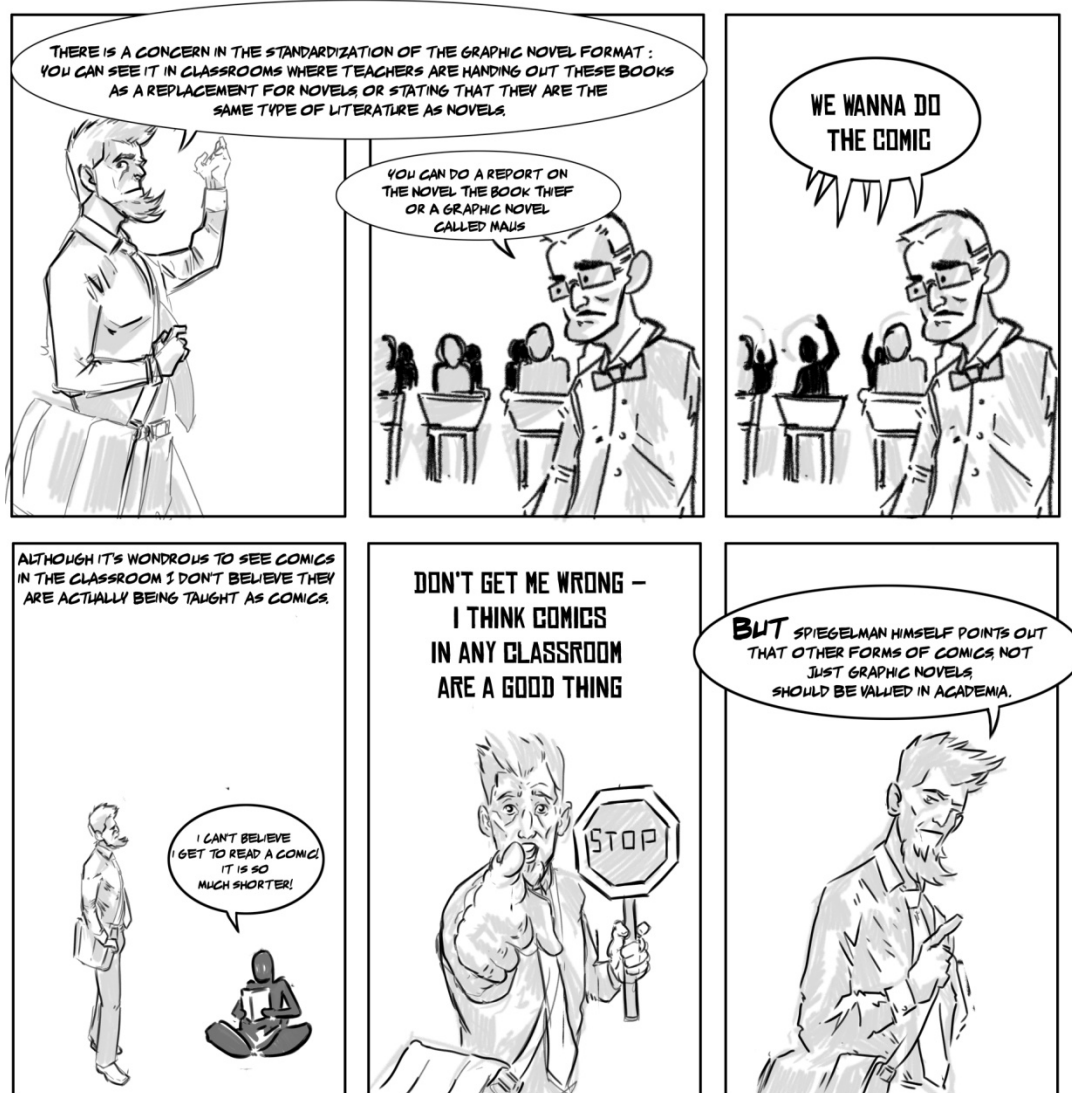 THERE IS A CONCERN IN THE STANDARDIZATION OF THE GRAPHIC NOVEL FORMAT :
YOU CAN SEE IT IN CLASSROOMS WHERE TEACHERS ARE HANDING OUT THESE BOOKS
AS A REPLACEMENT FOR NOVELS, OR STATING THAT THEY ARE THE
SAME TYPE OF LITERATURE AS NOVELS.
YOU CAN DO A REPORT ON
THE NOVEL THE BOOK THIEF
OR A GRAPHIC NOVEL
CALLED MAUS
WE WANNA DO
THE COMIC
ALTHOUGH IT'S WONDROUS TO SEE COMICS
IN THE CLASSROOM I DON'T BELIEVE THEY
ARE ACTUALLY BEING TAUGHT AS COMICS.
I CAN'T BELIEVE
I GET TO READ A COMIC!
IT IS SO
MUCH SHORTER!
DON'T GET ME WRONG –
I THINK COMICS
IN ANY CLASSROOM
ARE A GOOD THING
STOP
BUT SPIEGELMAN HIMSELF POINTS OUT
THAT OTHER FORMS OF COMICS, NOT
JUST GRAPHIC NOVELS,
SHOULD BE VALUED IN ACADEMIA.